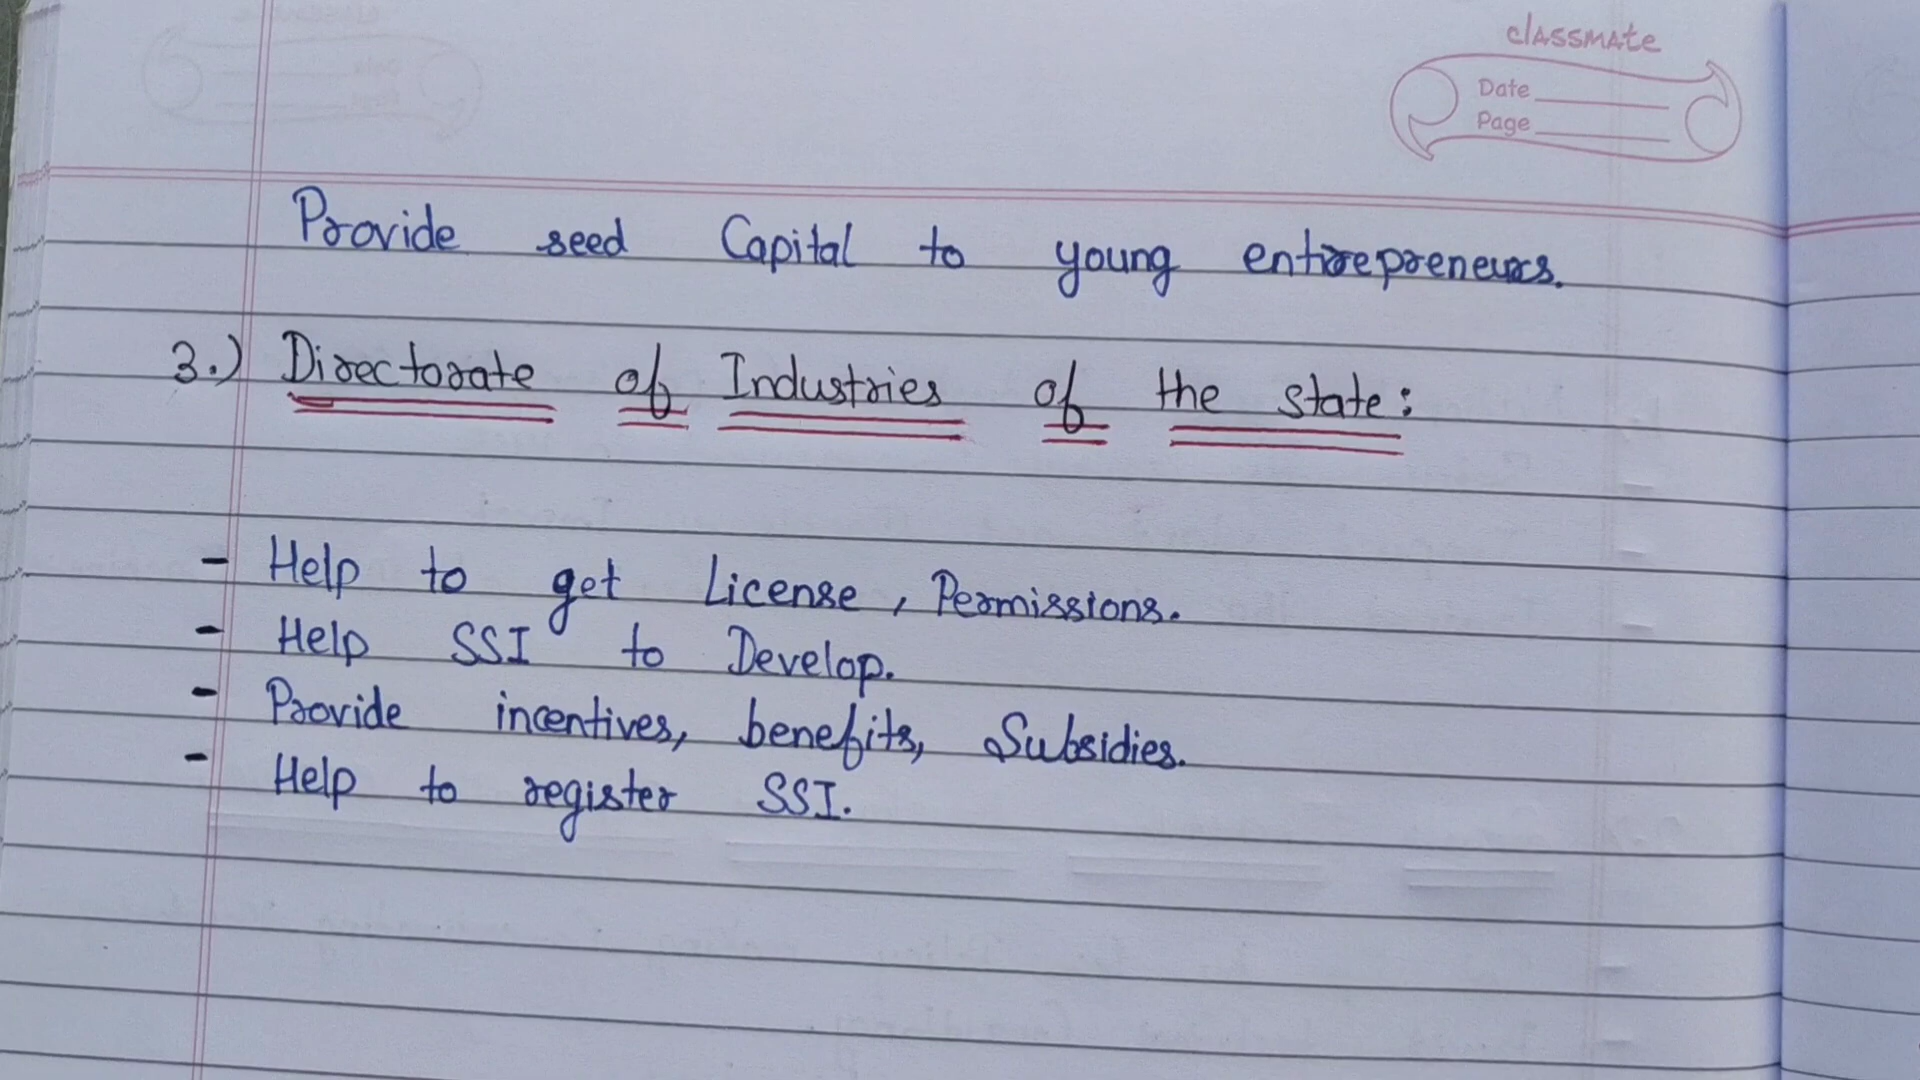 classmate
Date
Page
Provide seed Capital to young entrepreneurs.
3.) Directorate of Industries of the state:
- Help to get License, Permissions.
- Help SSI to Develop.
- Provide incentives, benefits, Subsidies.
- Help to register SSI.